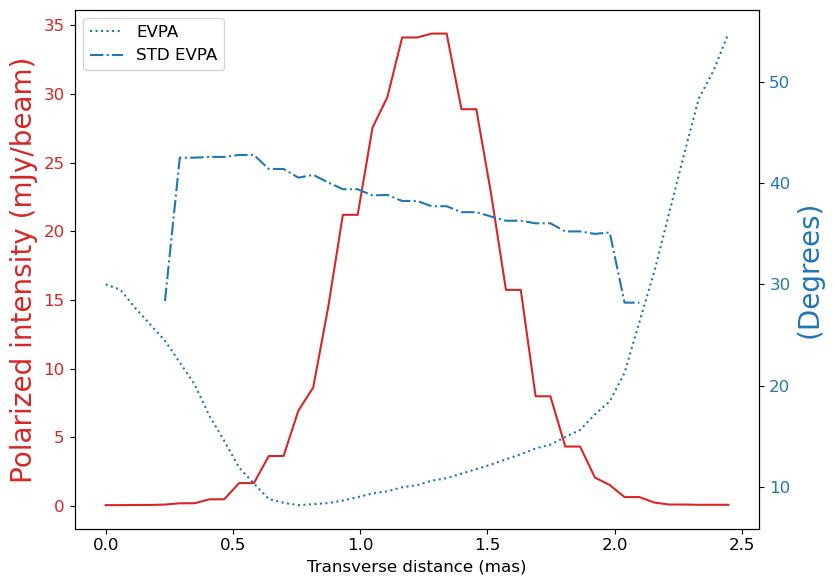 EVPA
STD EVPA
Polarized intensity (mJy/beam)
35
30
25
20
15
10
5
0
50
40
30
20
10
(Degrees)
0.0 0.5 1.0 1.5 2.0 2.5
Transverse distance (mas)